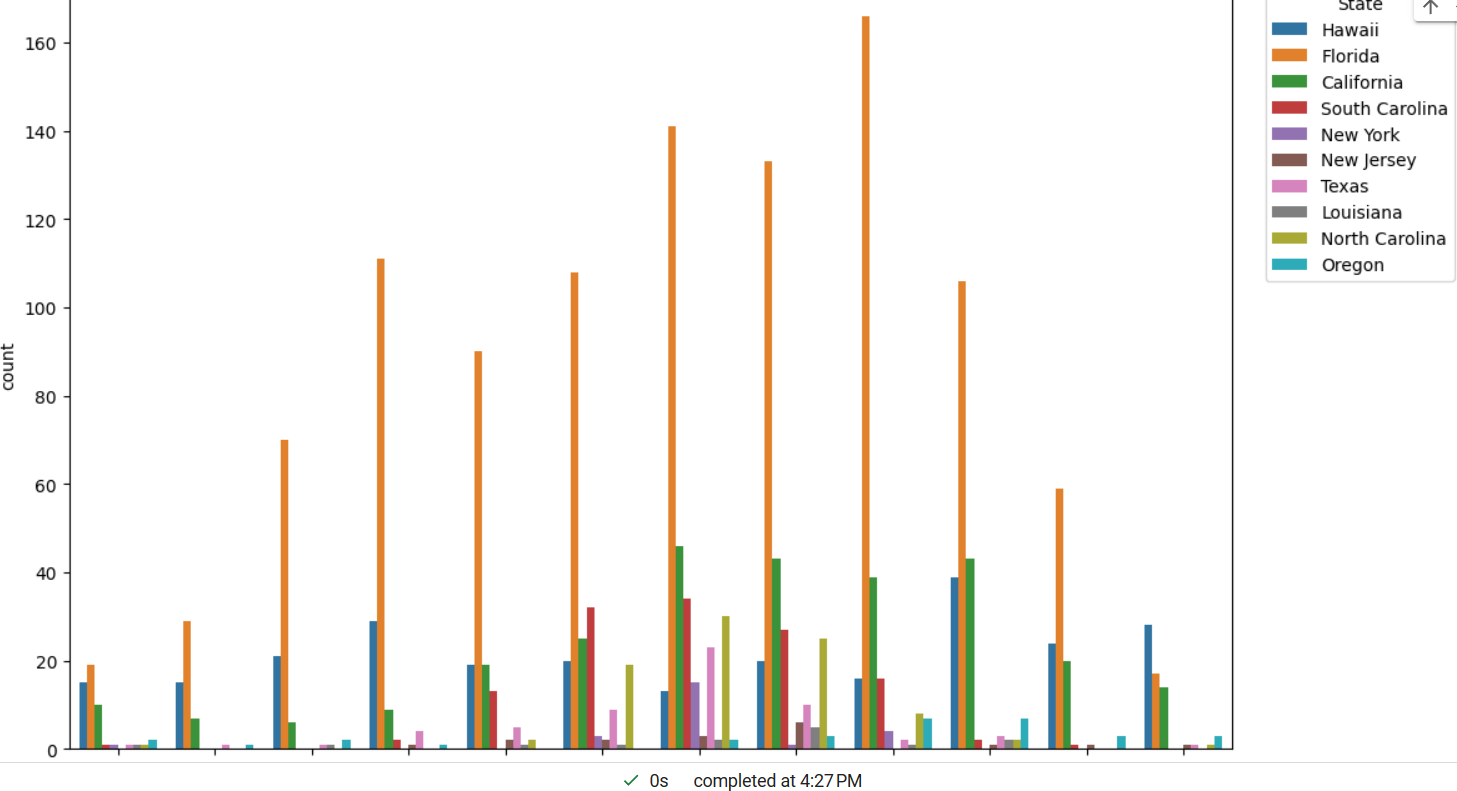 State
Hawaii
Florida
California
South Carolina
New York
New Jersey
Texas
Louisiana
North Carolina
Oregon
160
140
120
100
80
60
40
20
0
count
0s completed at 4:27 PM